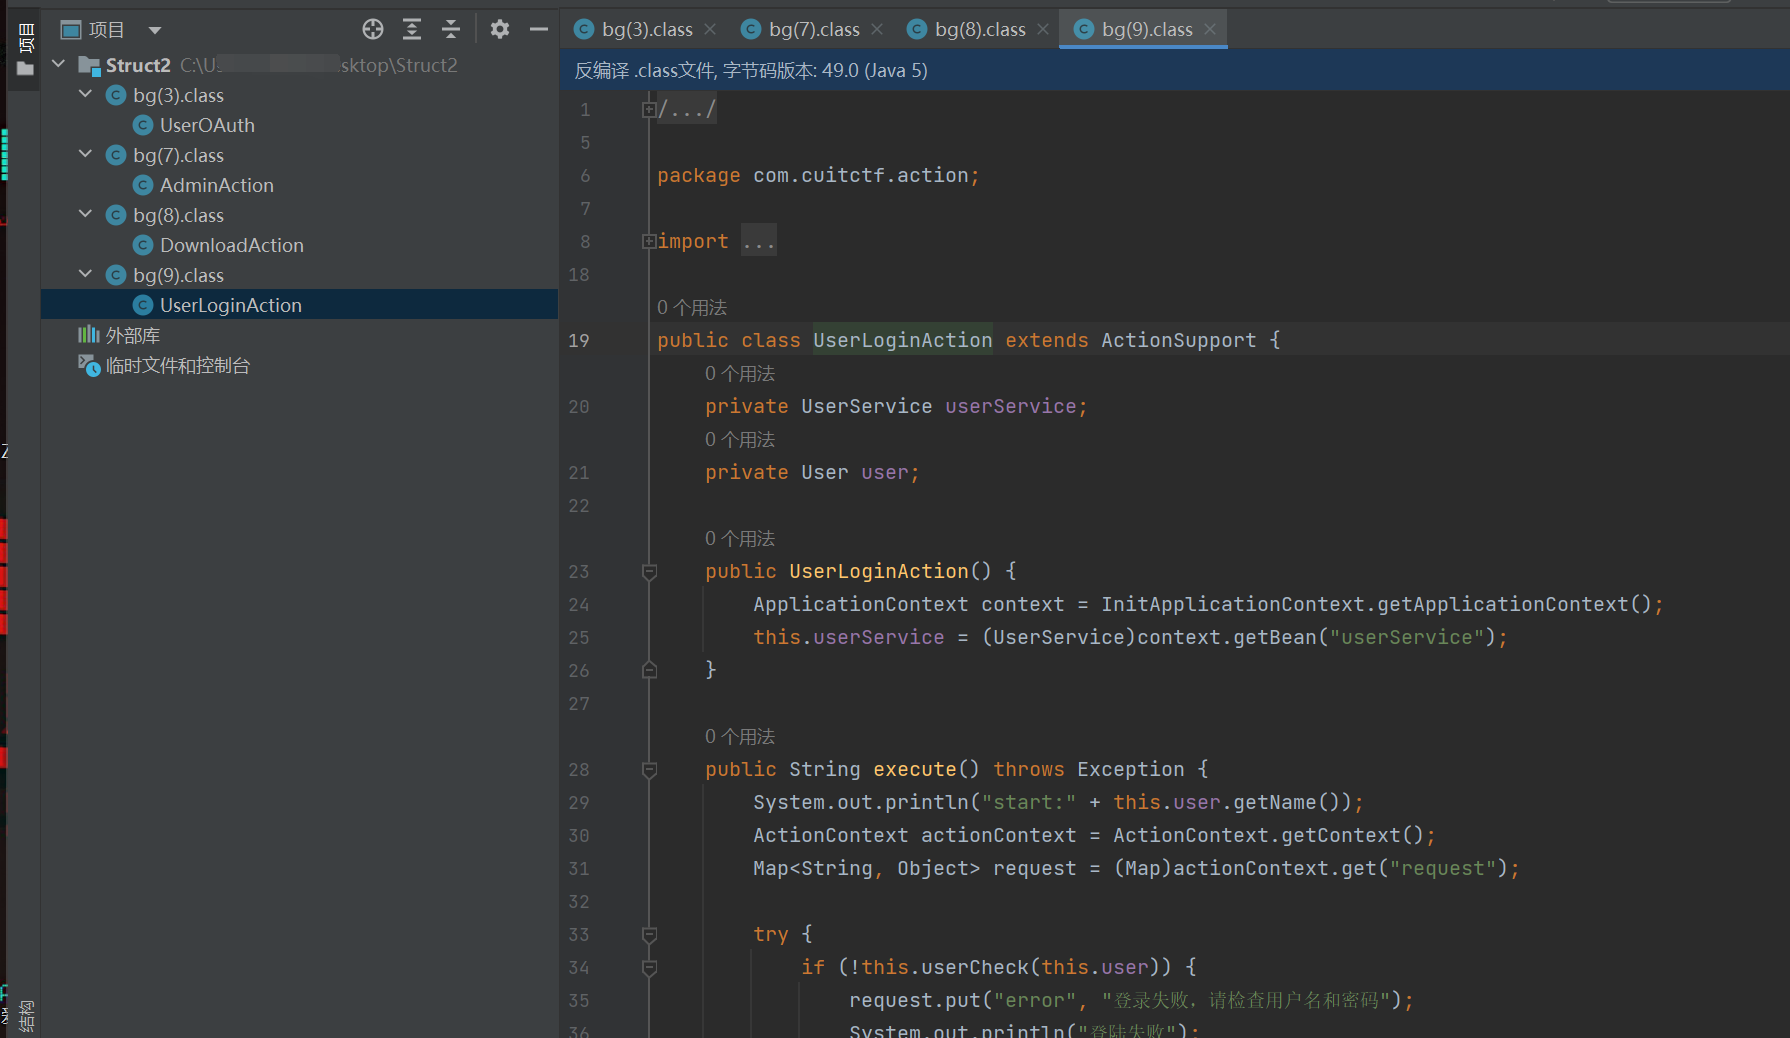 项目
项目
Struct2 C:\Us sktop\Struct2
bg(3).class
UserOAuth
bg(7).class
AdminAction
bg(8).class
DownloadAction
bg(9).class
UserLoginAction
外部库
临时文件和控制台
结构
bg(3).class bg(7).class bg(8).class bg(9).class
反编译 .class文件, 字节码版本: 49.0 (Java 5)
1 /.../
5
6 package com.cuitctf.action;
7
8 import ...
18
0 个用法
19 public class UserLoginAction extends ActionSupport {
0 个用法
20 private UserService userService;
0 个用法
21 private User user;
22
0 个用法
23 public UserLoginAction() {
24 ApplicationContext context = InitApplicationContext.getApplicationContext();
25 this.userService = (UserService)context.getBean("userService");
26 }
27
0 个用法
28 public String execute() throws Exception {
29 System.out.println("start:" + this.user.getName());
30 ActionContext actionContext = ActionContext.getContext();
31 Map<String, Object> request = (Map)actionContext.get("request");
32
33 try {
34 if (!this.userCheck(this.user)) {
35 request.put("error", "登录失败，请检查用户名和密码");
36 System.out.println("登陆失败");